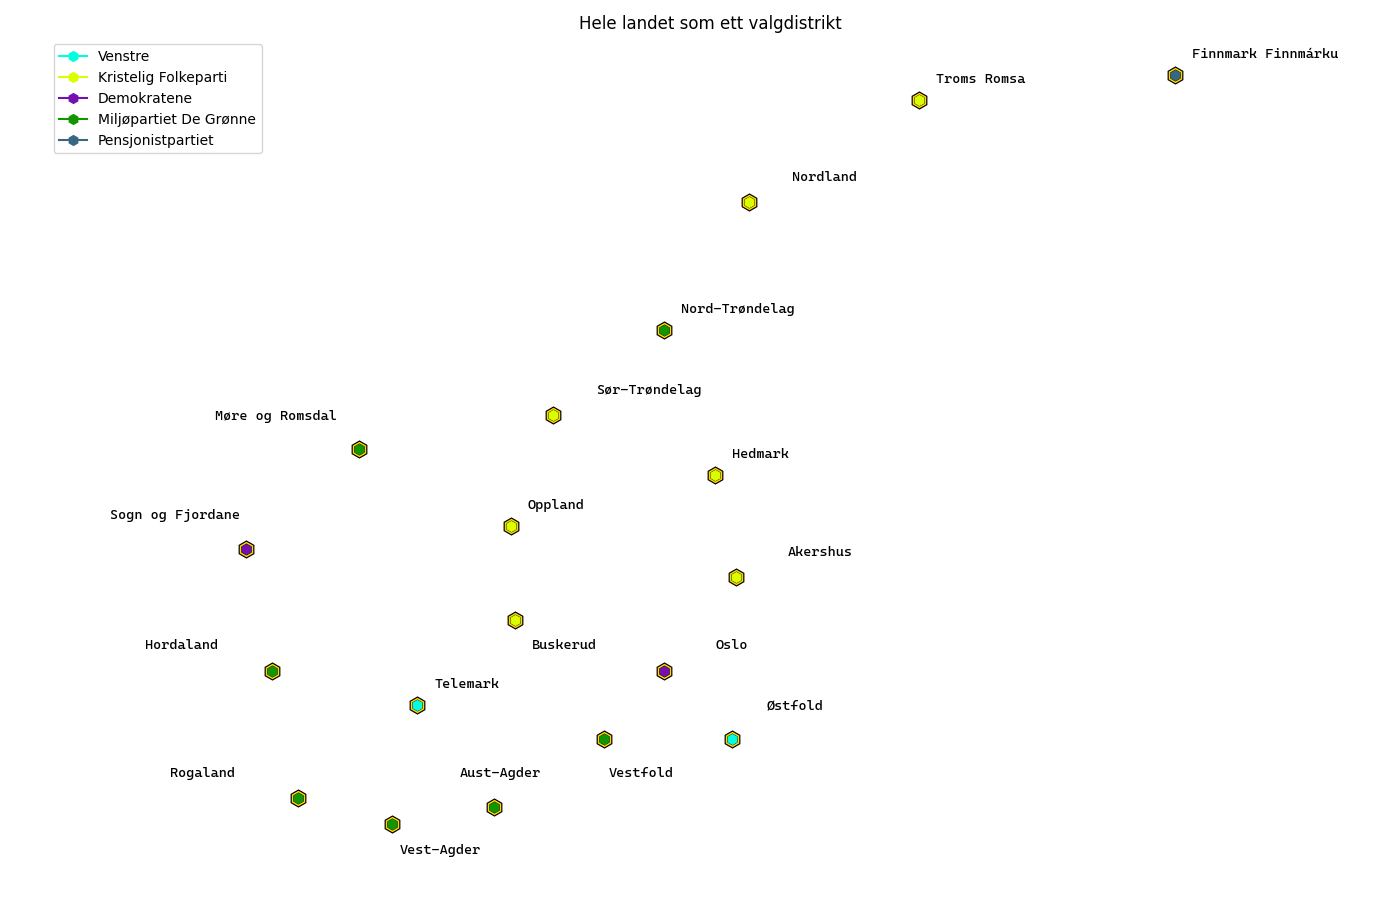 Hele landet som ett valgdistrikt
Venstre
Kristelig Folkeparti
Demokratene
Miljøpartiet De Grønne
Pensjonistpartiet
Finnmark Finnmárku
Troms Romsa
Nordland
Nord-Trøndelag
Sør-Trøndelag
Møre og Romsdal
Hedmark
Oppland
Sogn og Fjordane
Akershus
Hordaland
Buskerud
Oslo
Telemark
Østfold
Rogaland
Aust-Agder
Vestfold
Vest-Agder